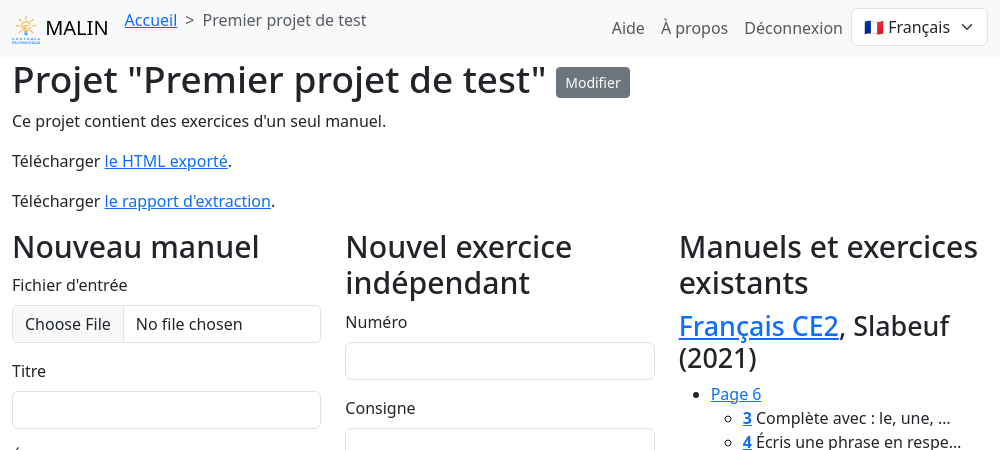 MALIN Accueil > Premier projet de test Aide À propos Déconnexion Français
Projet "Premier projet de test" Modifier
Ce projet contient des exercices d'un seul manuel.
Télécharger le HTML exporté.
Télécharger le rapport d'extraction.
Nouveau manuel
Fichier d'entrée
Choose File No file chosen
Titre
Nouvel exercice
indépendant
Numéro
Consigne
Manuels et exercices
existants
Français CE2, Slabeuf
(2021)
Page 6
3 Complète avec : le, une, ...
4 Écris une phrase en respe...